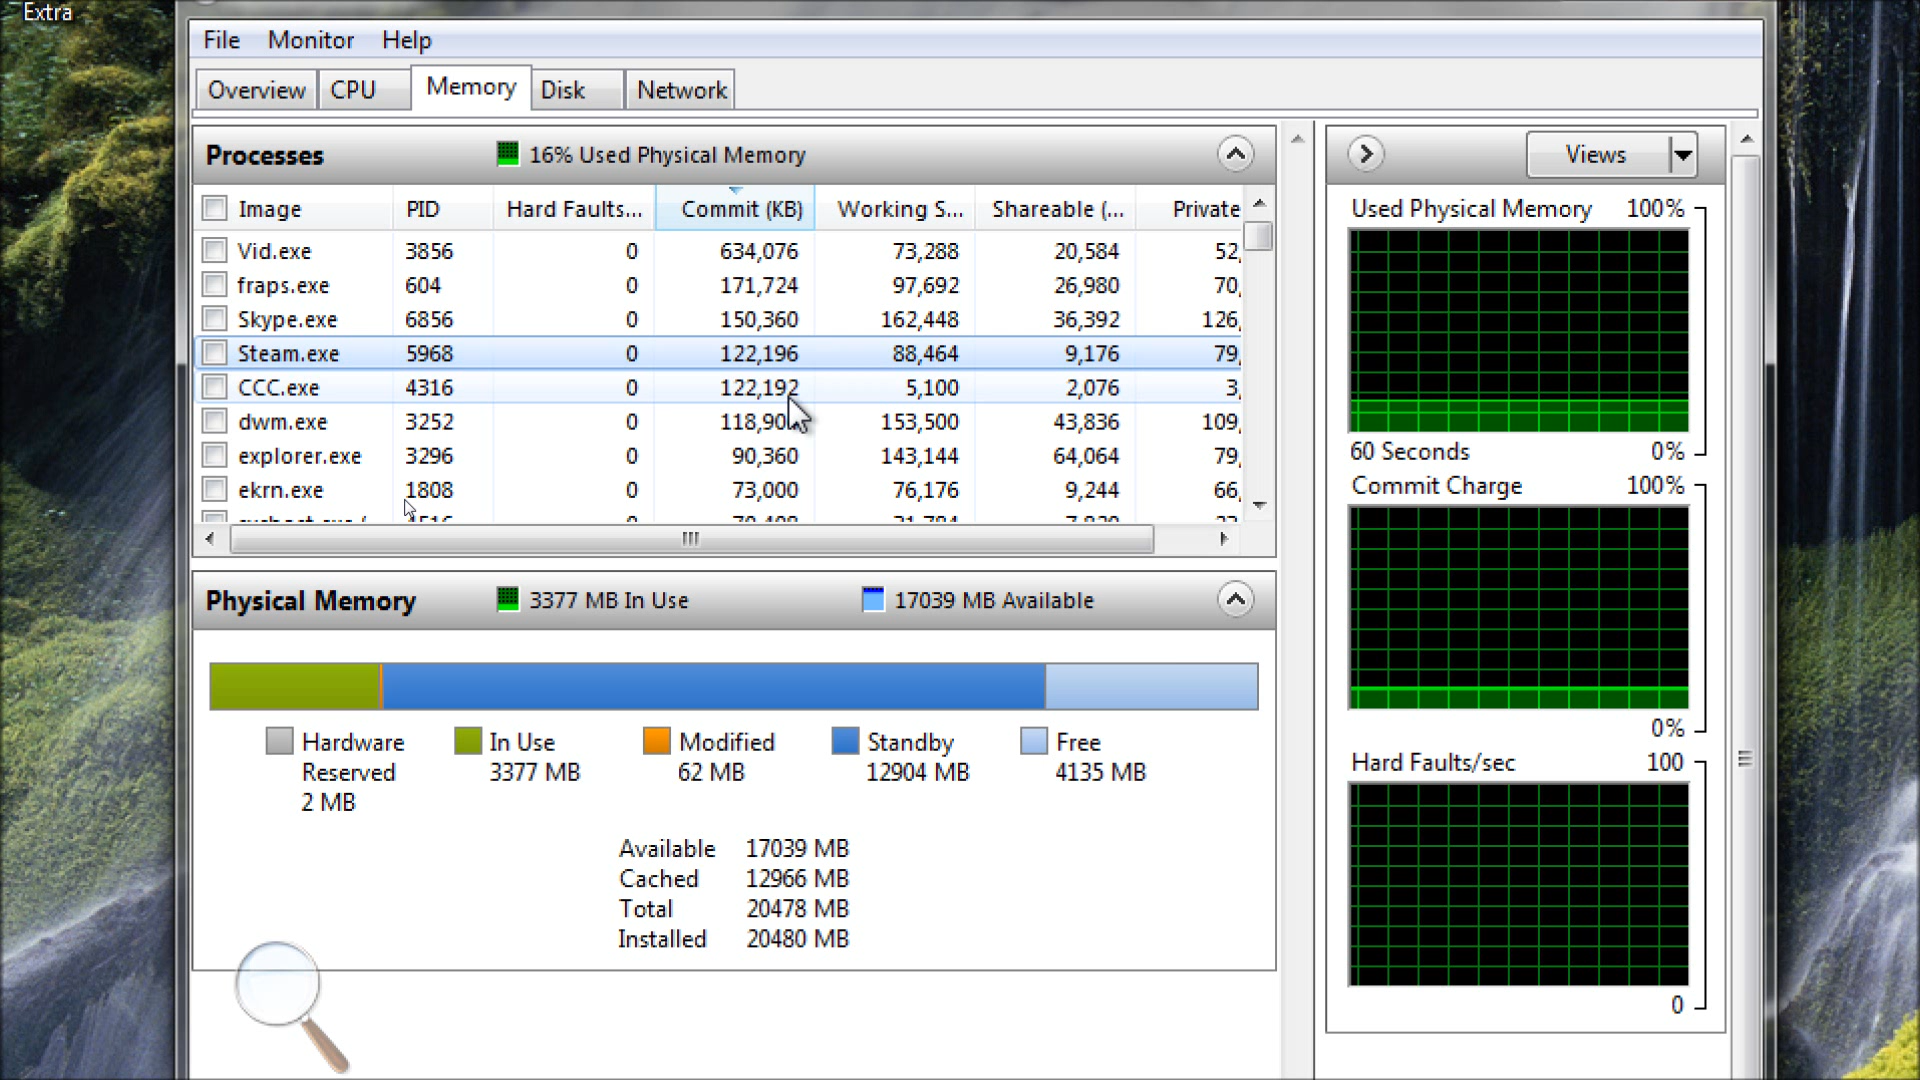 Extra
File Monitor Help
Overview CPU Memory Disk Network
Processes 16% Used Physical Memory
Image PID Hard Faults... Commit (KB) Working S... Shareable (... Private
Vid.exe 3856 0 634,076 73,288 20,584 52,
fraps.exe 604 0 171,724 97,692 26,980 70,
Skype.exe 6856 0 150,360 162,448 36,392 126,
Steam.exe 5968 0 122,196 88,464 9,176 79,
CCC.exe 4316 0 122,192 5,100 2,076 3,
dwm.exe 3252 0 153,500 43,836 109,
explorer.exe 3296 0 90,360 143,144 64,064 79,
ekrn.exe 1808 0 73,000 76,176 9,244 66,
Physical Memory 3377 MB In Use 17039 MB Available
Hardware Reserved 2 MB
In Use 3377 MB
Modified 62 MB
Standby 12904 MB
Free 4135 MB
Available 17039 MB
Cached 12966 MB
Total 20478 MB
Installed 20480 MB
Views
Used Physical Memory 100%
60 Seconds 0%
Commit Charge 100%
0%
Hard Faults/sec 100
0